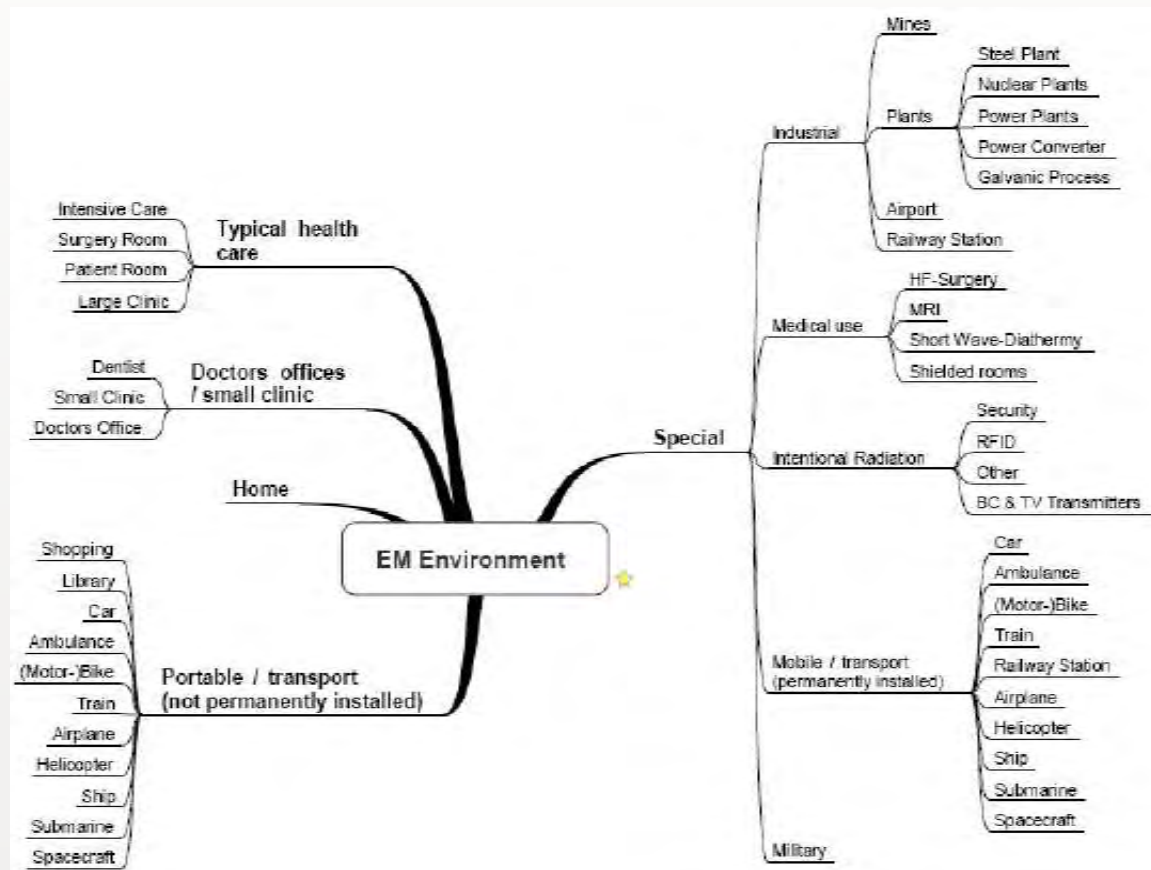 Typical health
care
Intensive Care
Surgery Room
Patient Room
Large Clinic
Doctors offices
/ small clinic
Dentist
Small Clinic
Doctors Office
Home
EM Environment
Portable / transport
(not permanently installed)
Shopping
Library
Car
Ambulance
(Motor-)Bike
Train
Airplane
Helicopter
Ship
Submarine
Spacecraft
Special
Industrial
Mines
Plants
Steel Plant
Nuclear Plants
Power Plants
Power Converter
Galvanic Process
Airport
Railway Station
Medical use
HF-Surgery
MRI
Short Wave-Diathermy
Shielded rooms
Intentional Radiation
Security
RFID
Other
BC & TV Transmitters
Mobile / transport
(permanently installed)
Car
Ambulance
(Motor-)Bike
Train
Railway Station
Airplane
Helicopter
Ship
Submarine
Spacecraft
Military